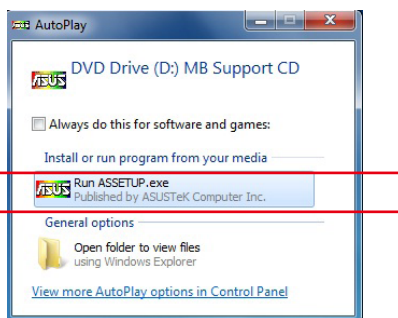 AutoPlay
DVD Drive (D:) MB Support CD
ASUS
Always do this for software and games:
Install or run program from your media
ASUS
Run ASSETUP.exe
Published by ASUSTeK Computer Inc.
General options
Open folder to view files
using Windows Explorer
View more AutoPlay options in Control Panel